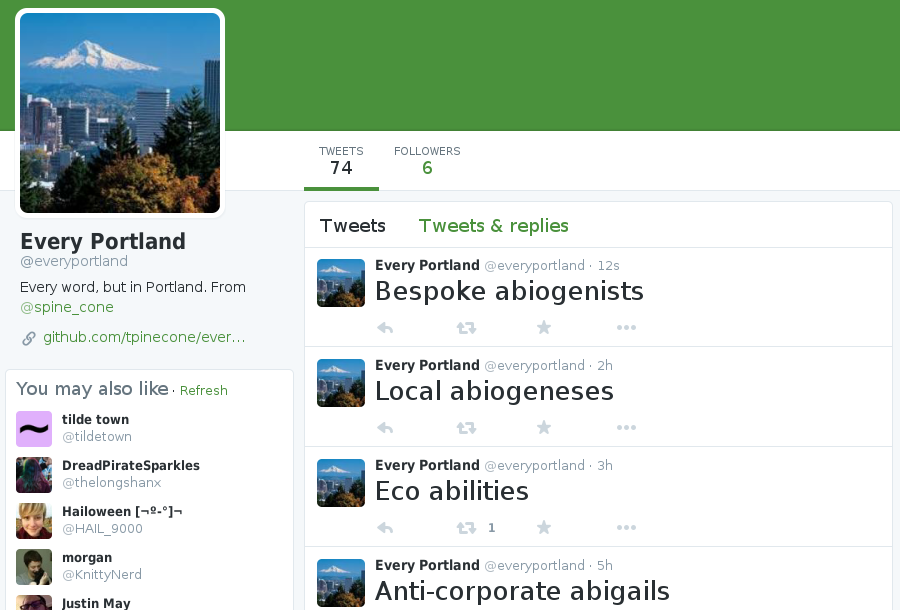 TWEETS
74
FOLLOWERS
6
Every Portland
@everyportland
Every word, but in Portland. From
@spine_cone
github.com/tpinecone/ever…
You may also like · Refresh
tilde town
@tildetown
DreadPirateSparkles
@thelongshanx
Hailoween [¬º-°]¬
@HAIL_9000
morgan
@KnittyNerd
Justin May
Tweets Tweets & replies
Every Portland @everyportland · 12s
Bespoke abiogenists
Every Portland @everyportland · 2h
Local abiogeneses
Every Portland @everyportland · 3h
Eco abilities
1
Every Portland @everyportland · 5h
Anti-corporate abigails